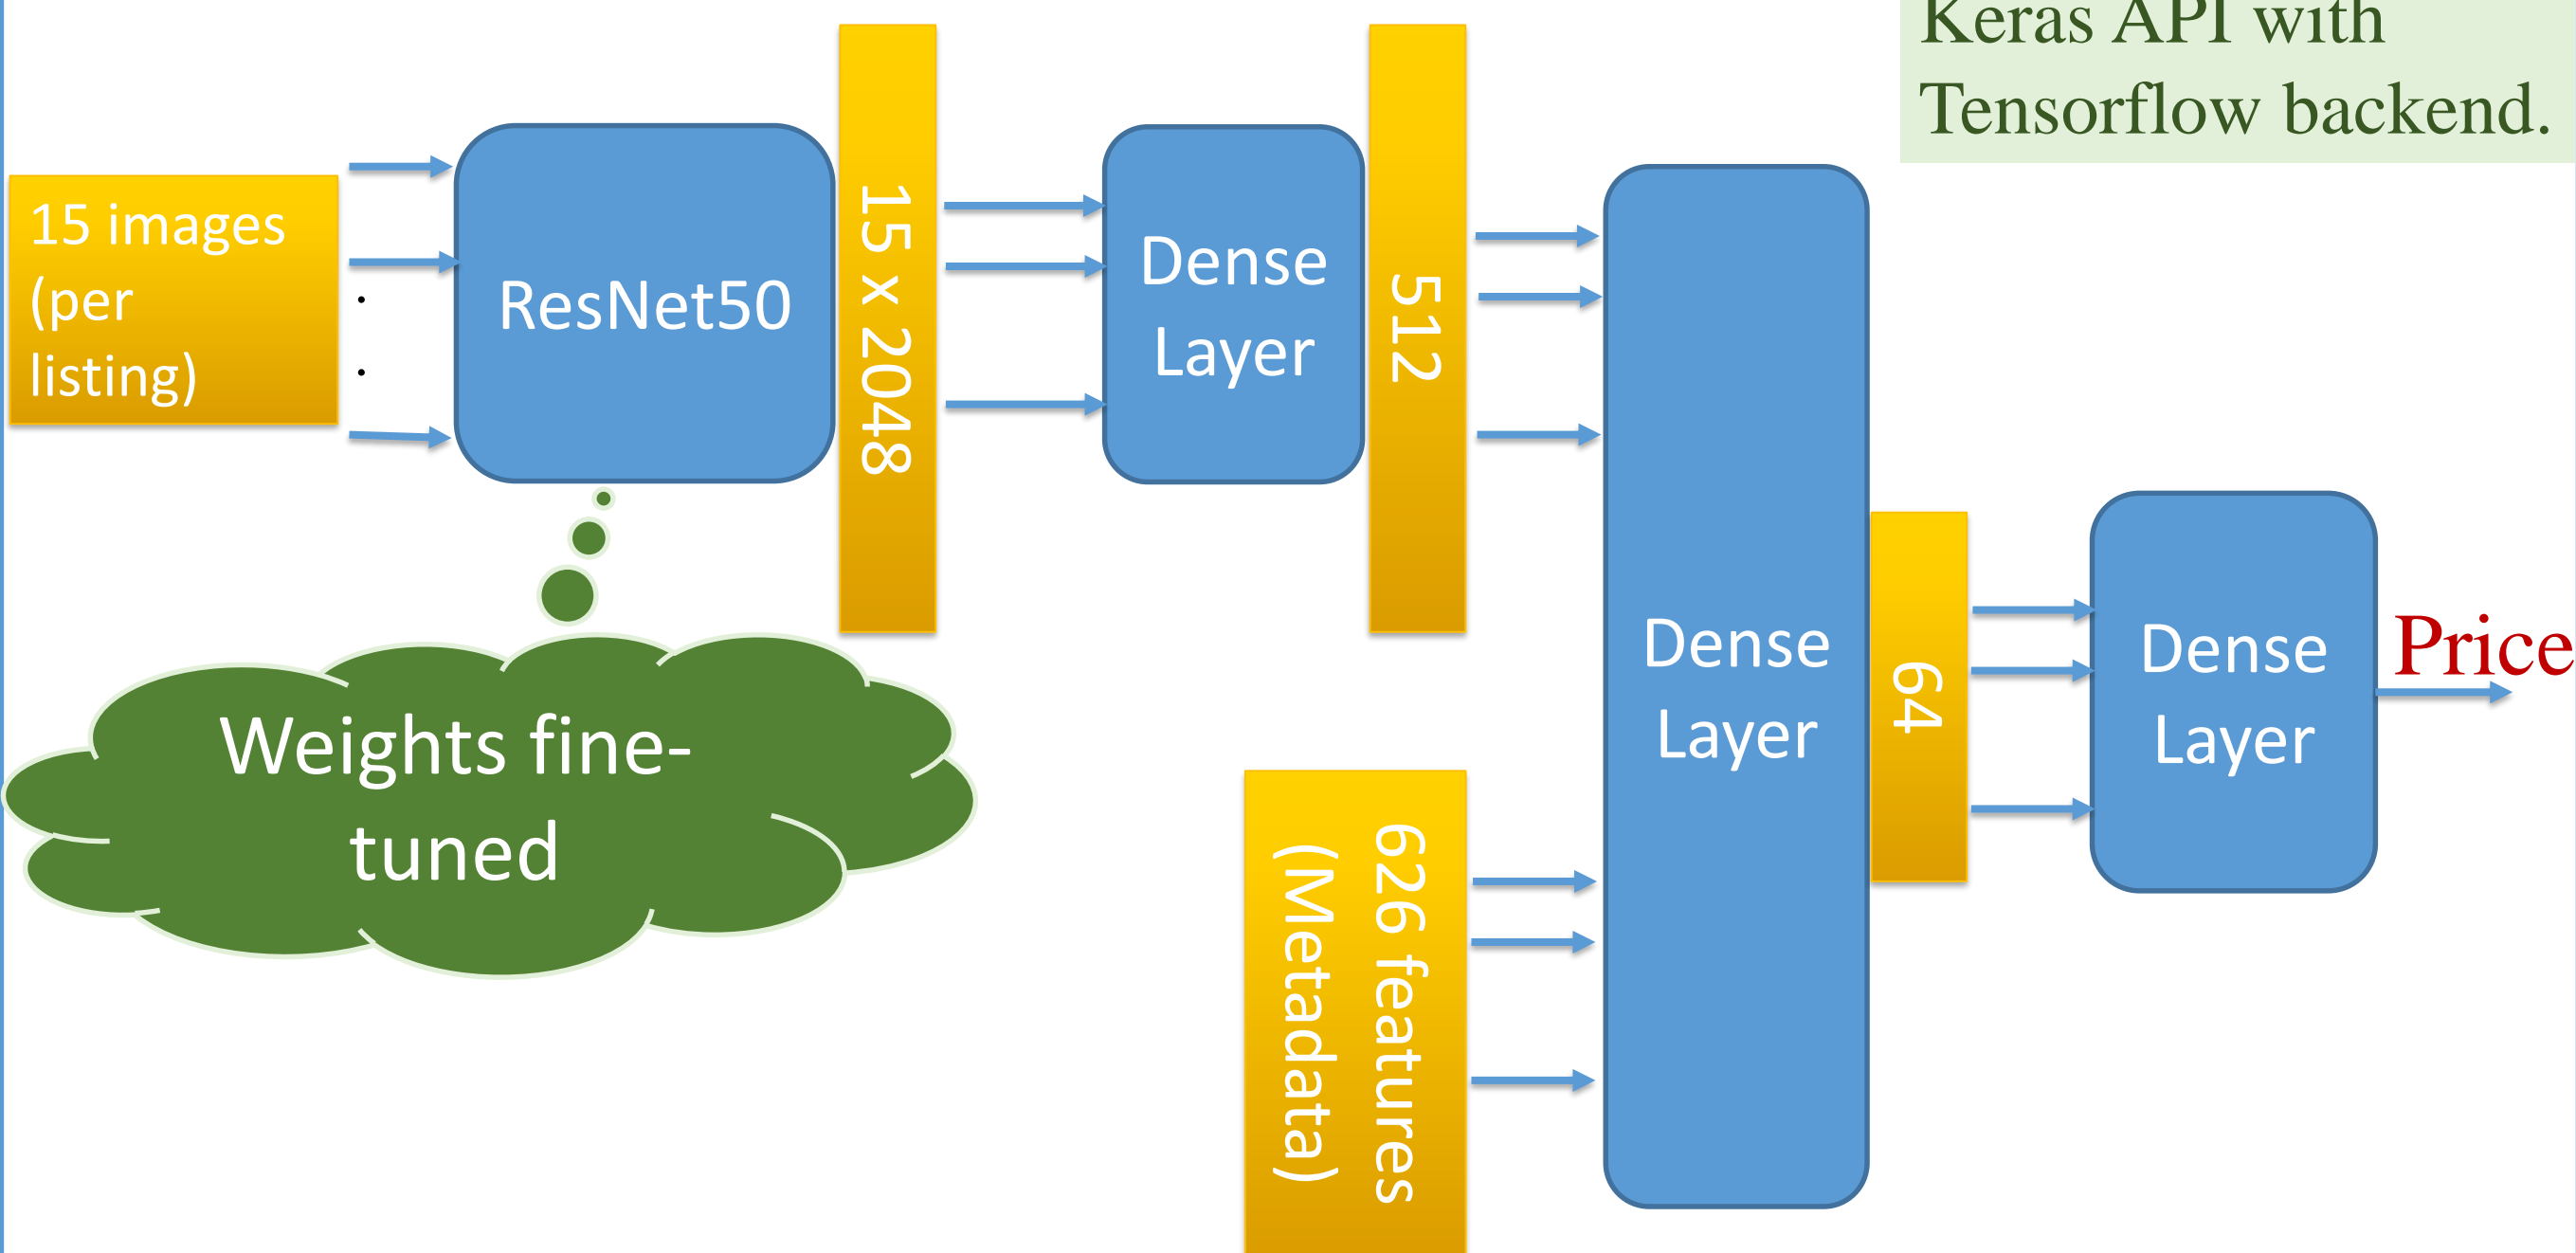 Keras API with
Tensorflow backend.
15 images
(per
listing)
ResNet50
15 x 2048
Dense
Layer
512
Dense
Layer
64
Dense
Layer
Price
Weights fine-
tuned
626 features
(Metadata)